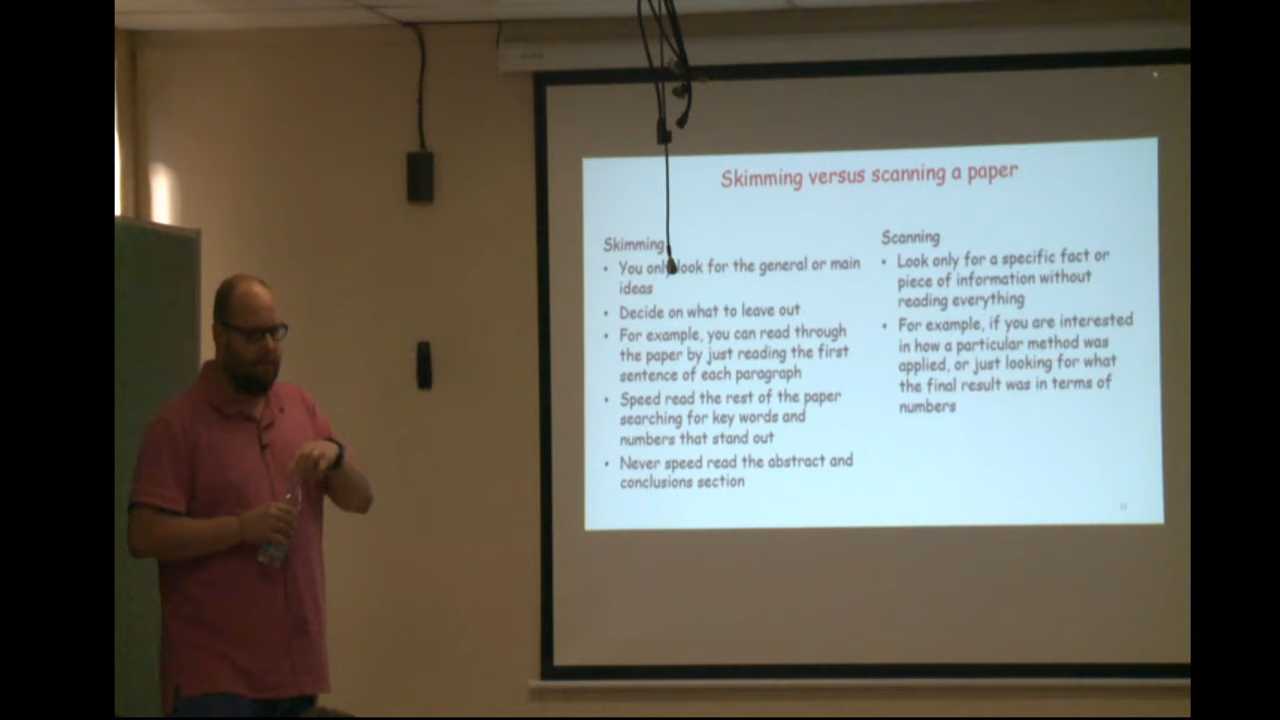 Skimming versus scanning a paper
Skimming
• You only look for the general or main
ideas
• Decide on what to leave out
• For example, you can read through
the paper by just reading the first
sentence of each paragraph
• Speed read the rest of the paper
searching for key words and
numbers that stand out
• Never speed read the abstract and
conclusions section
Scanning
• Look only for a specific fact or
piece of information without
reading everything
• For example, if you are interested
in how a particular method was
applied, or just looking for what
the final result was in terms of
numbers